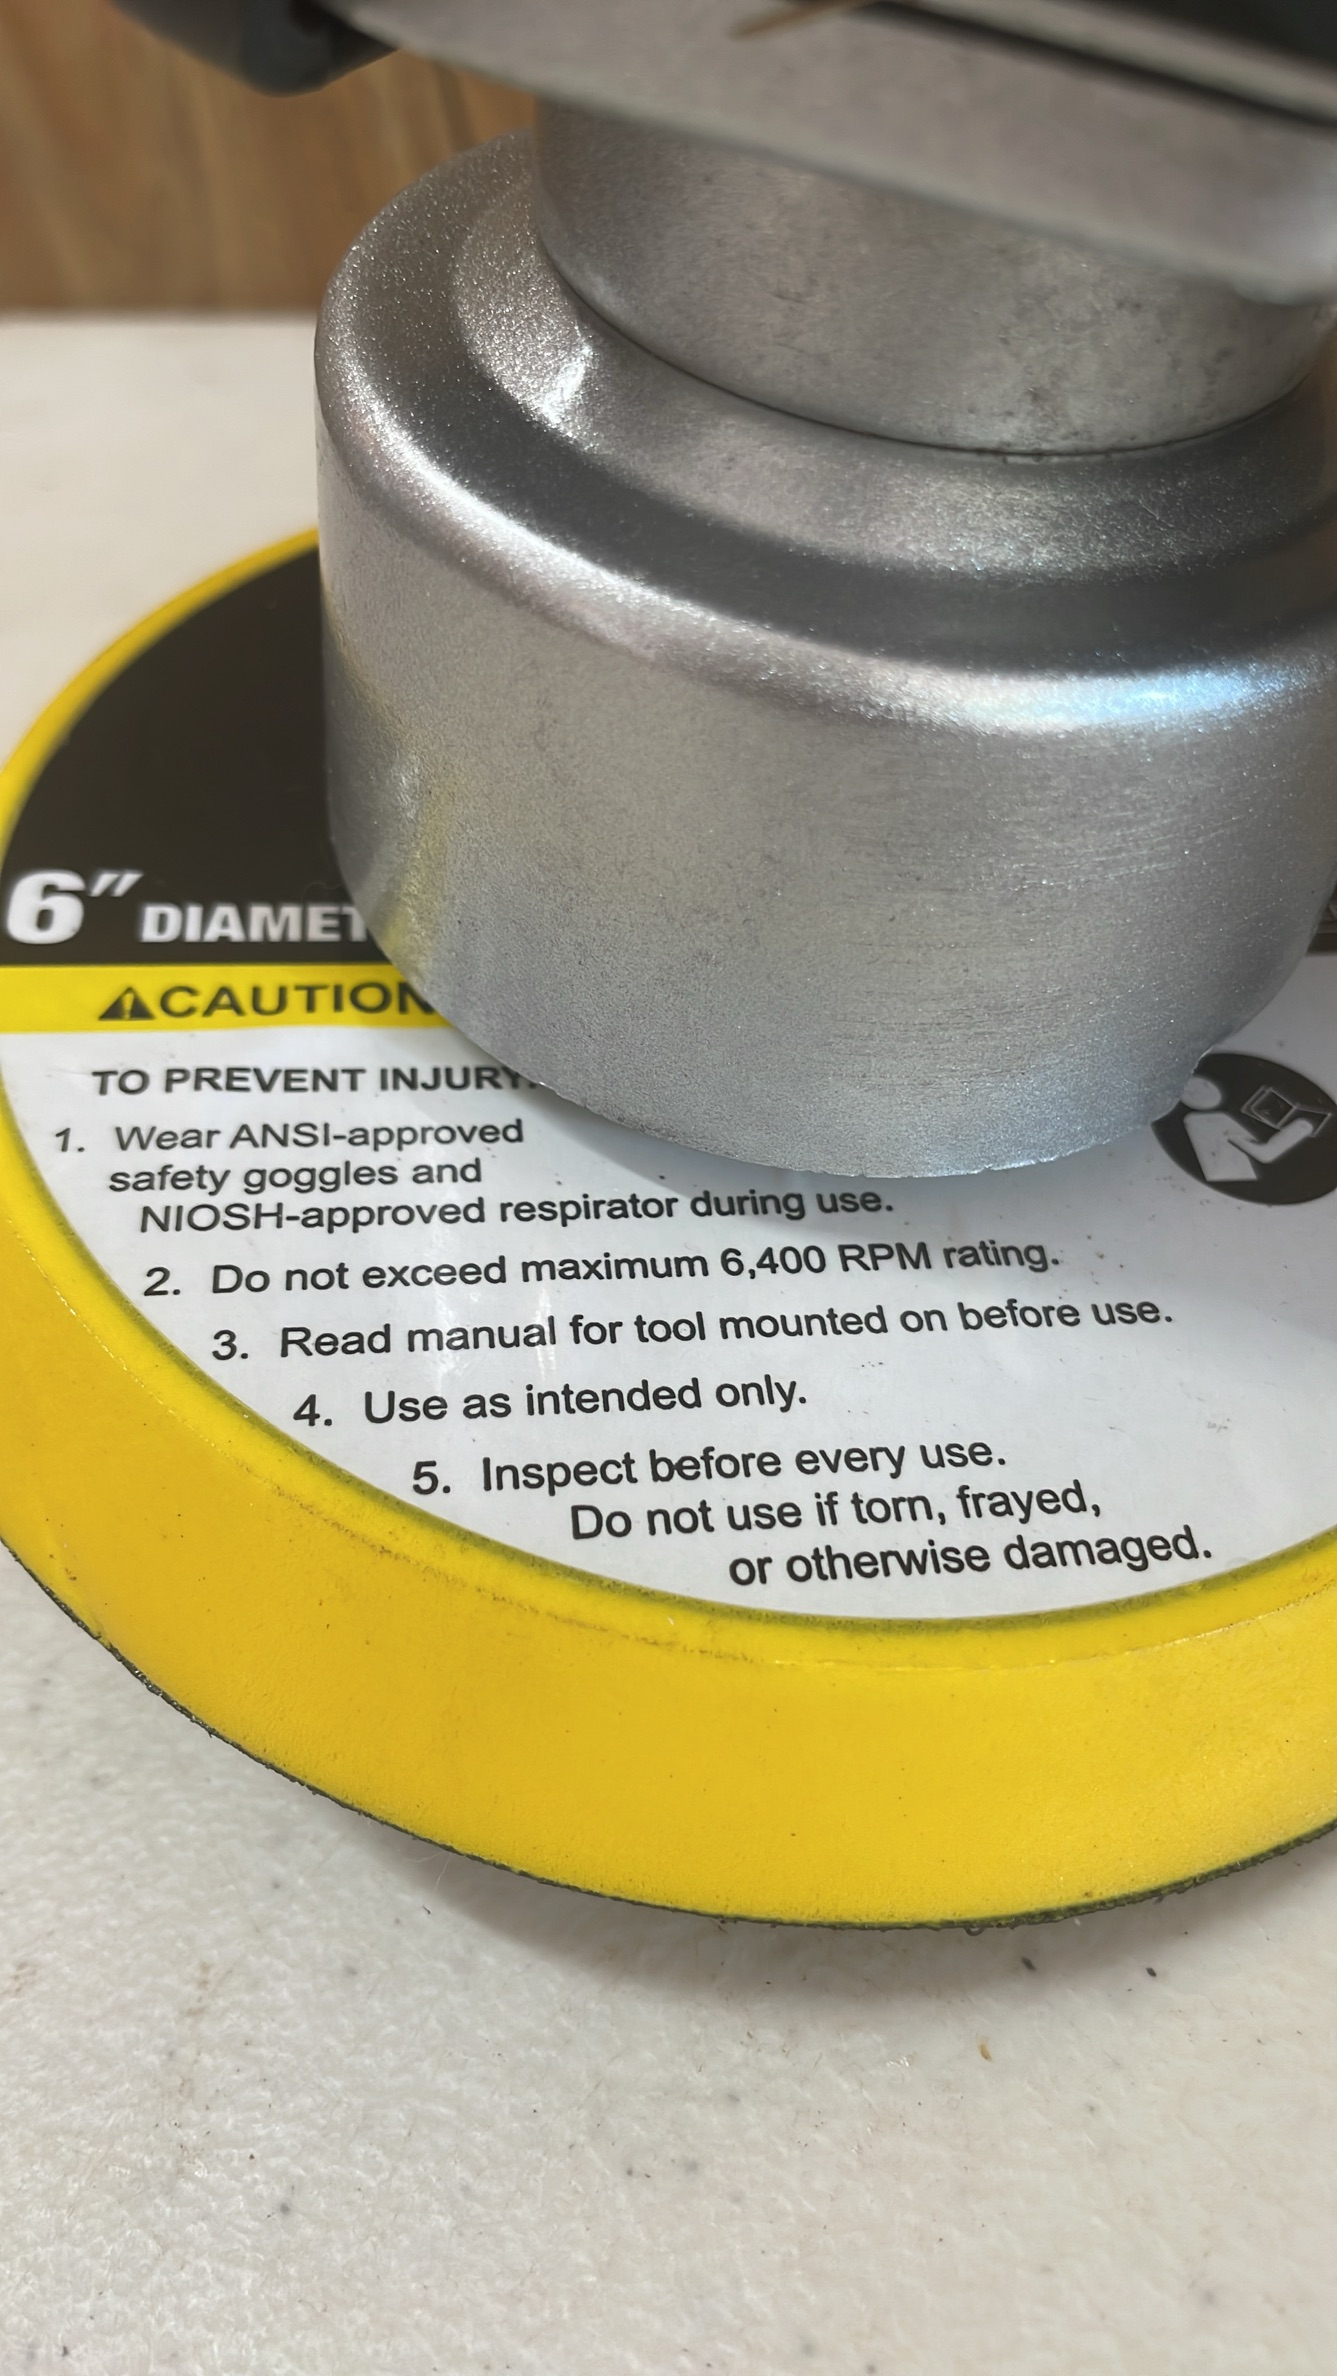 6" DIAMET
⚠CAUTION
TO PREVENT INJURY:
1. Wear ANSI-approved
safety goggles and
NIOSH-approved respirator during use.
2. Do not exceed maximum 6,400 RPM rating.
3. Read manual for tool mounted on before use.
4. Use as intended only.
5. Inspect before every use.
Do not use if torn, frayed,
or otherwise damaged.